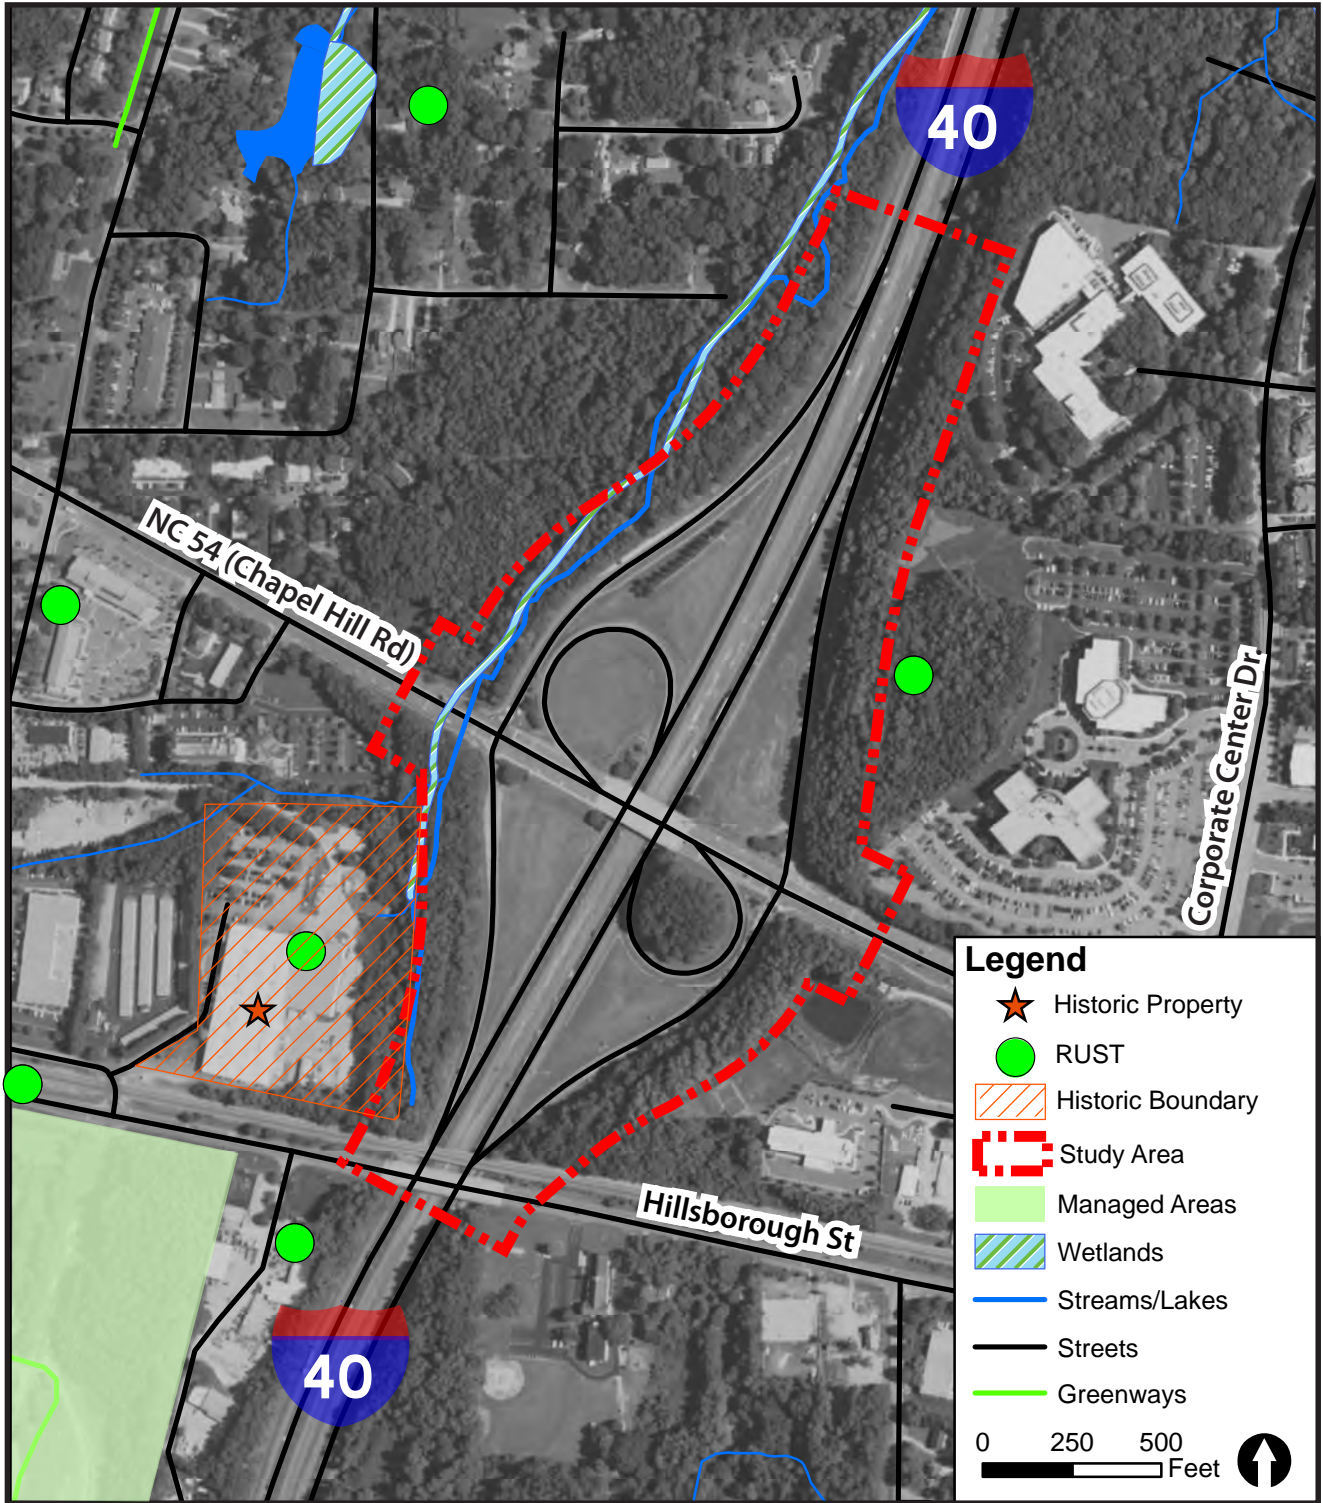 40
NC 54 (Chapel Hill Rd)
Corporate Center Dr
Hillsborough St
40
Legend
Historic Property
RUST
Historic Boundary
Study Area
Managed Areas
Wetlands
Streams/Lakes
Streets
Greenways
0 250 500
Feet